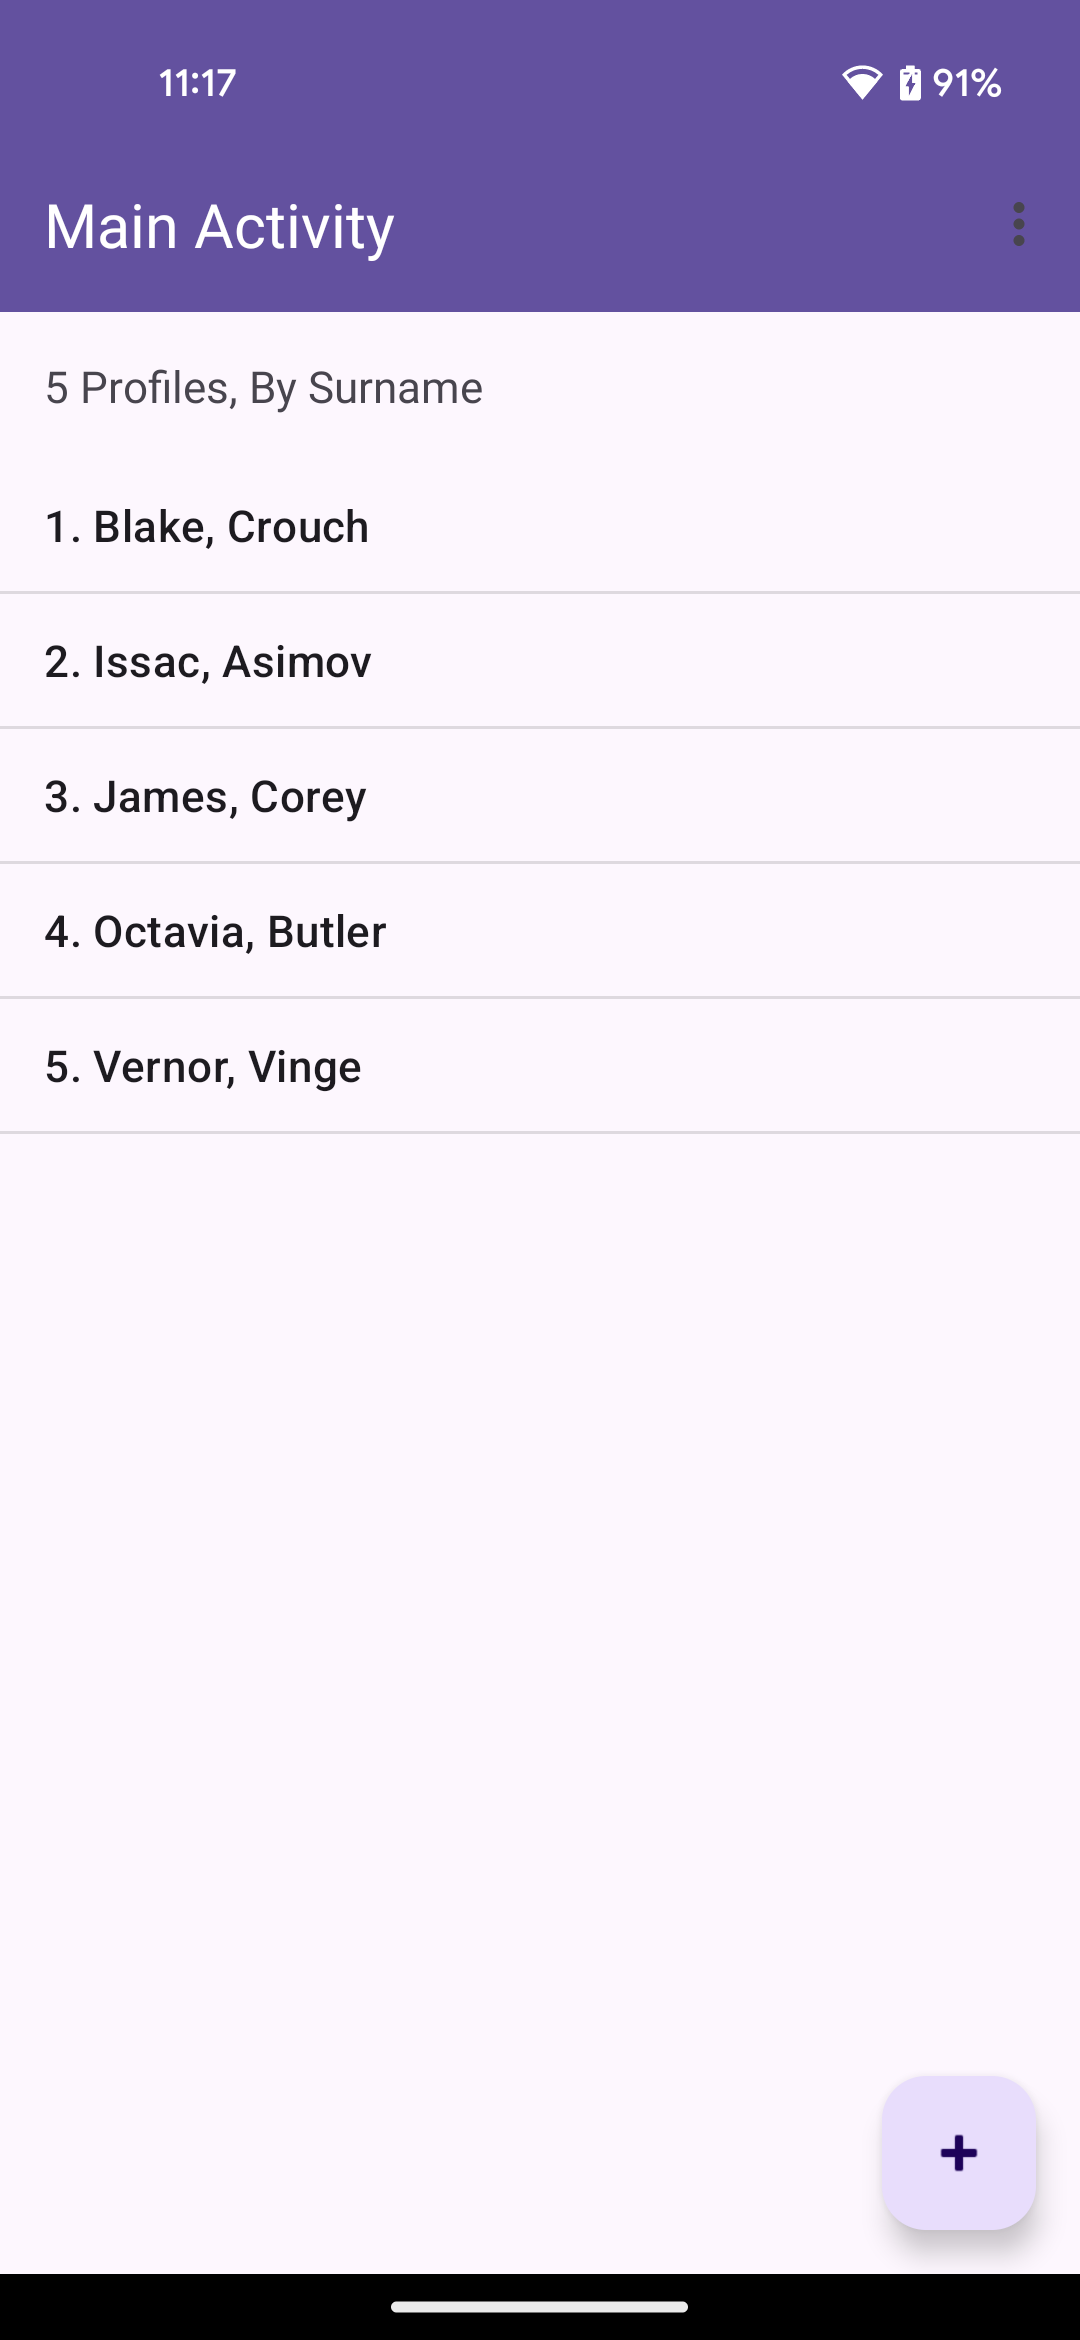 11:17 91%
Main Activity
5 Profiles, By Surname
1. Blake, Crouch
2. Issac, Asimov
3. James, Corey
4. Octavia, Butler
5. Vernor, Vinge